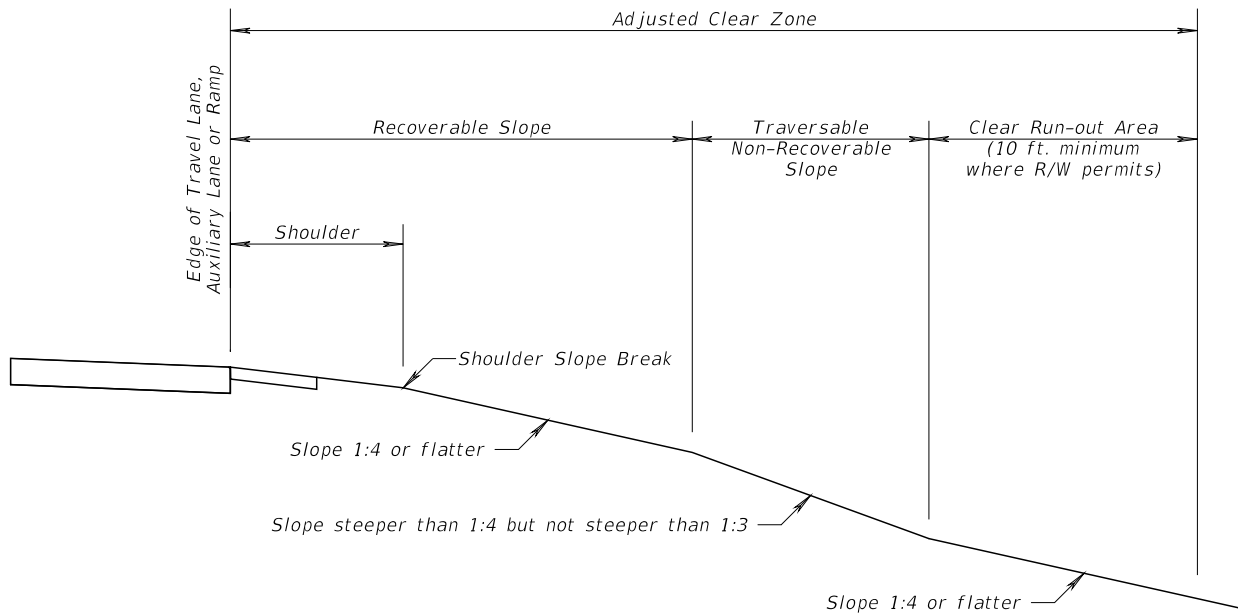 Adjusted Clear Zone
Edge of Travel Lane,
Auxiliary Lane or Ramp
Recoverable Slope
Traversable
Non-Recoverable
Slope
Clear Run-out Area
(10 ft. minimum
where R/W permits)
Shoulder
Shoulder Slope Break
Slope 1:4 or flatter
Slope steeper than 1:4 but not steeper than 1:3
Slope 1:4 or flatter